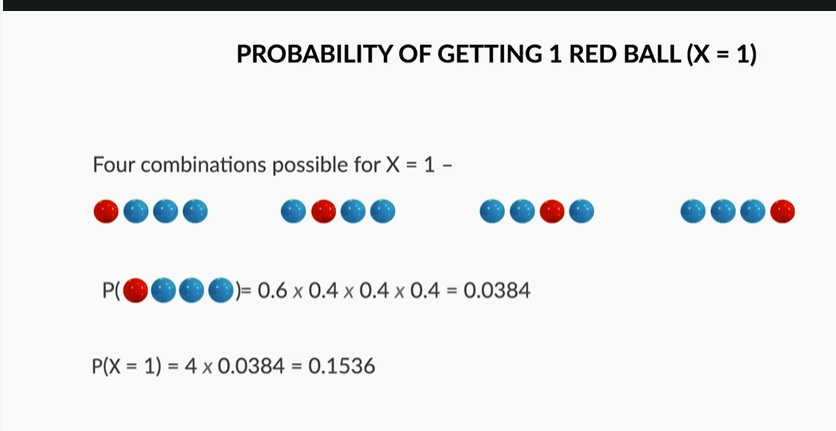 PROBABILITY OF GETTING 1 RED BALL (X = 1)
Four combinations possible for X = 1 –
P( )= 0.6 x 0.4 x 0.4 x 0.4 = 0.0384
P(X = 1) = 4 x 0.0384 = 0.1536